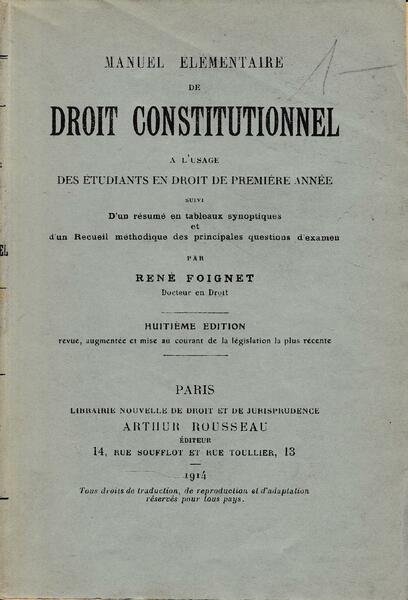 1-
MANUEL ELEMENTAIRE
DE
DROIT CONSTITUTIONNEL
A L'USAGE
DES ÉTUDIANTS EN DROIT DE PREMIÈRE ANNÉE
SUIVI
D'un résumé en tableaux synoptiques
et
d'un Recueil méthodique des principales questions d'examen
PAR
RENÉ FOIGNET
Docteur en Droit
HUITIÈME EDITION
revue, augmentée et mise au courant de la législation la plus récente
PARIS
LIBRAIRIE NOUVELLE DE DROIT ET DE JURISPRUDENCE
ARTHUR ROUSSEAU
ÉDITEUR
14, RUE SOUFFLOT ET RUE TOULLIER, 13
1914
Tous droits de traduction, de reproduction et d'adaptation
réservés pour tous pays.
EL